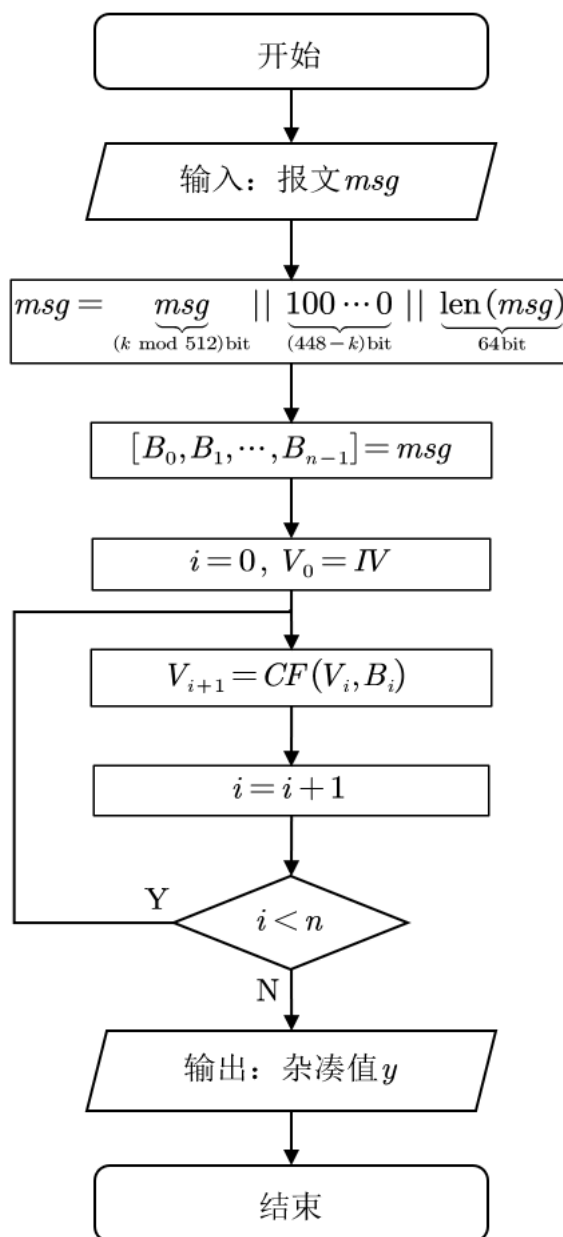 开始
输入：报文msg
msg = msg || 100⋯0 || len(msg)
(k mod 512)bit (448−k)bit 64bit
[B₀,B₁,⋯,Bₙ₋₁]=msg
i=0, V₀=IV
Vᵢ₊₁=CF(Vᵢ,Bᵢ)
i=i+1
Y
i<n
N
输出：杂凑值y
结束